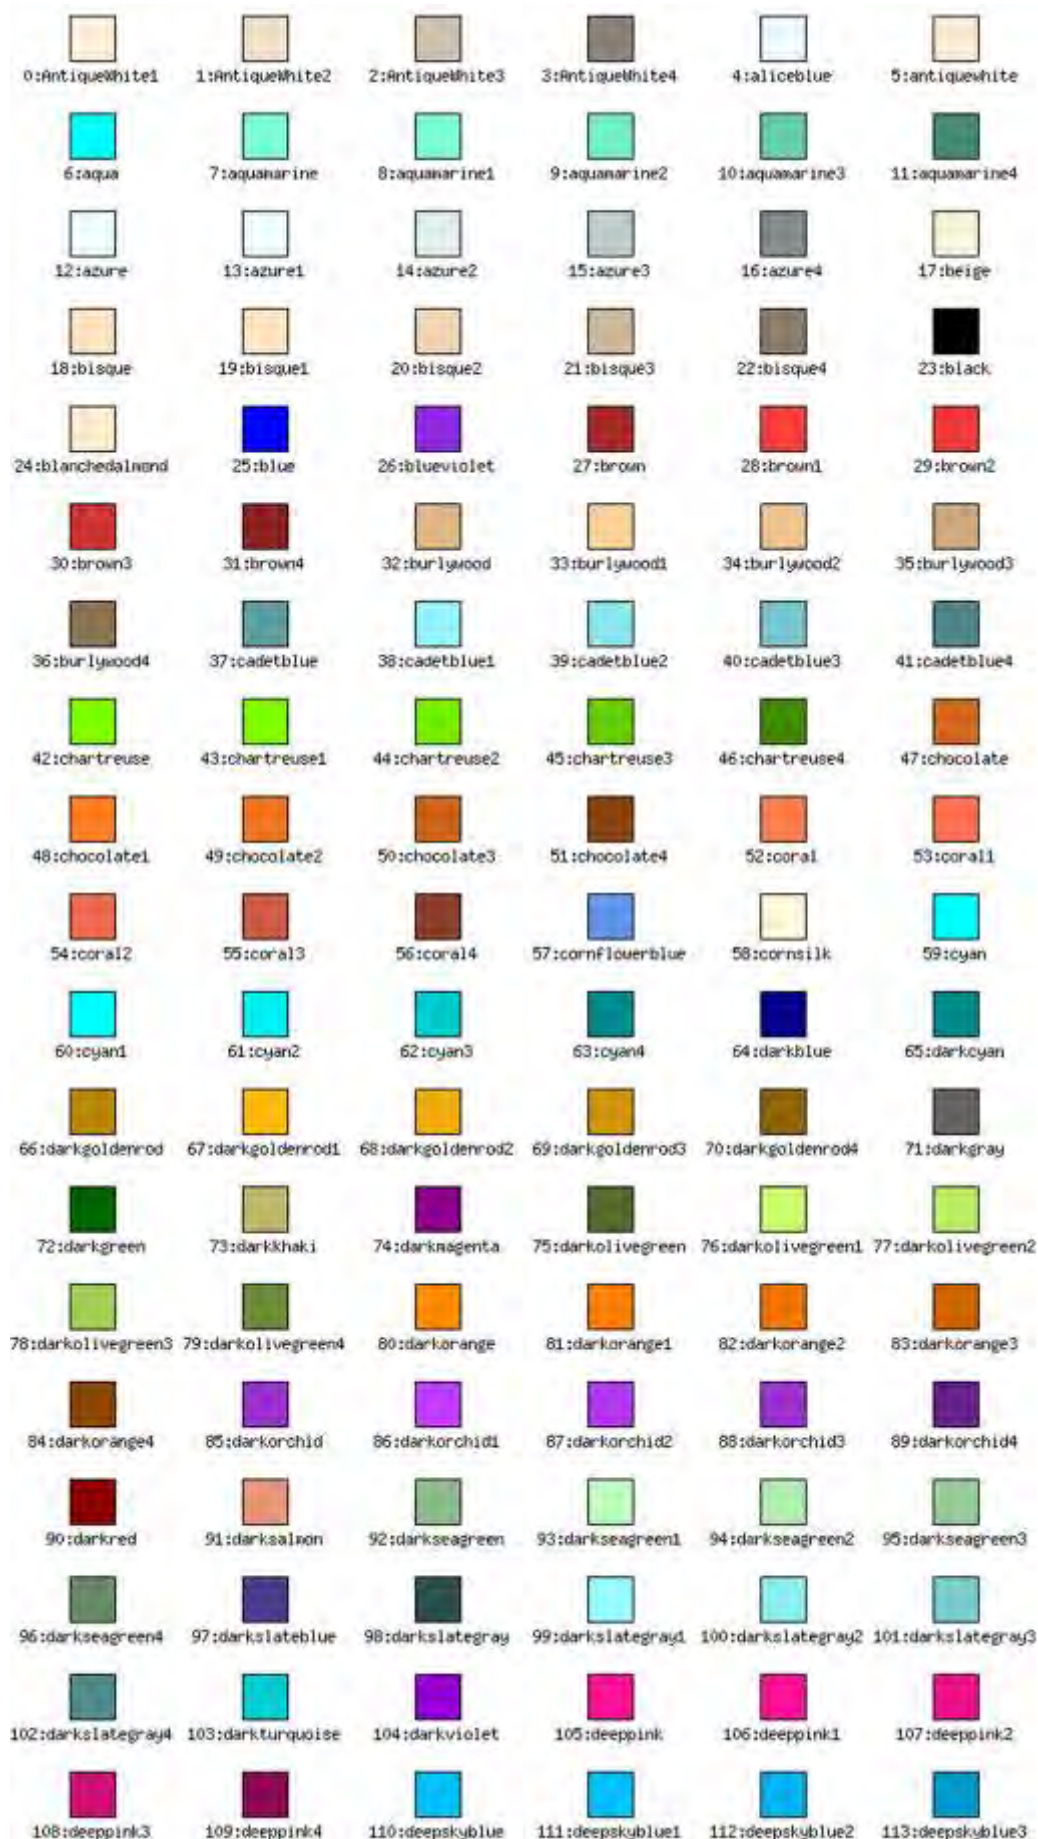 0:AntiqueWhite1 1:AntiqueWhite2 2:AntiqueWhite3 3:AntiqueWhite4 4:aliceblue 5:antiquewhite
6:aqua 7:aquamarine 8:aquamarine1 9:aquamarine2 10:aquamarine3 11:aquamarine4
12:azure 13:azure1 14:azure2 15:azure3 16:azure4 17:beige
18:bisque 19:bisque1 20:bisque2 21:bisque3 22:bisque4 23:black
24:blanchedalmond 25:blue 26:blueviolet 27:brown 28:brown1 29:brown2
30:brown3 31:brown4 32:burlywood 33:burlywood1 34:burlywood2 35:burlywood3
36:burlywood4 37:cadetblue 38:cadetblue1 39:cadetblue2 40:cadetblue3 41:cadetblue4
42:chartreuse 43:chartreuse1 44:chartreuse2 45:chartreuse3 46:chartreuse4 47:chocolate
48:chocolate1 49:chocolate2 50:chocolate3 51:chocolate4 52:coral 53:coral1
54:coral2 55:coral3 56:coral4 57:cornflowerblue 58:cornsilk 59:cyan
60:cyan1 61:cyan2 62:cyan3 63:cyan4 64:darkblue 65:darkcyan
66:darkgoldenrod 67:darkgoldenrod1 68:darkgoldenrod2 69:darkgoldenrod3 70:darkgoldenrod4 71:darkgray
72:darkgreen 73:darkkhaki 74:darkmagenta 75:darkolivegreen 76:darkolivegreen1 77:darkolivegreen2
78:darkolivegreen3 79:darkolivegreen4 80:darkorange 81:darkorange1 82:darkorange2 83:darkorange3
84:darkorange4 85:darkorchid 86:darkorchid1 87:darkorchid2 88:darkorchid3 89:darkorchid4
90:darkred 91:darksalmon 92:darkseagreen 93:darkseagreen1 94:darkseagreen2 95:darkseagreen3
96:darkseagreen4 97:darkslateblue 98:darkslategray 99:darkslategray1 100:darkslategray2 101:darkslategray3
102:darkslategray4 103:darkturquoise 104:darkviolet 105:deeppink 106:deeppink1 107:deeppink2
108:deeppink3 109:deeppink4 110:deepskyblue 111:deepskyblue1 112:deepskyblue2 113:deepskyblue3